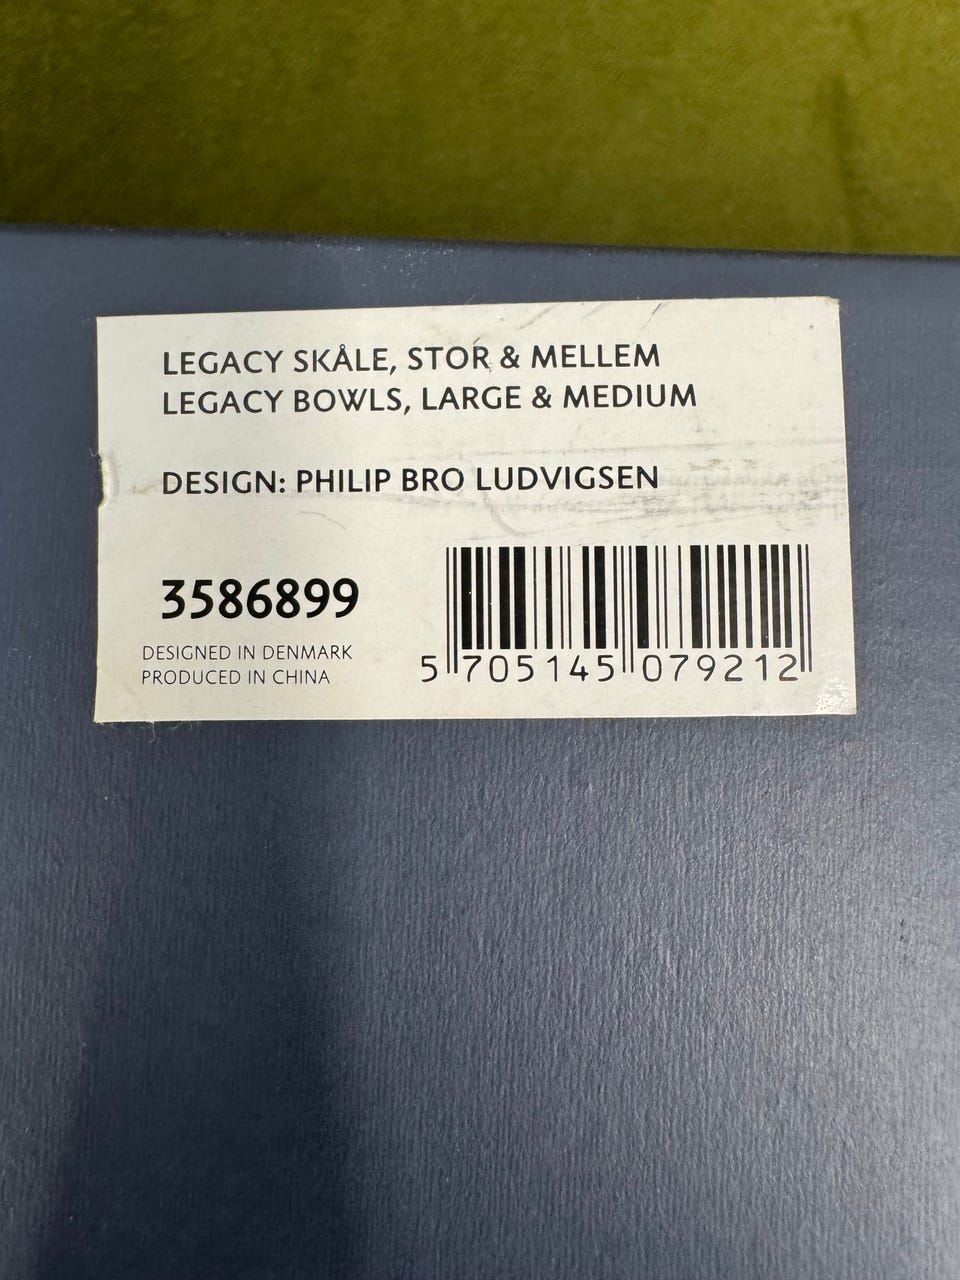 LEGACY SKÅLE, STOR & MELLEM
LEGACY BOWLS, LARGE & MEDIUM
DESIGN: PHILIP BRO LUDVIGSEN
3586899
DESIGNED IN DENMARK
PRODUCED IN CHINA
5 705145 079212